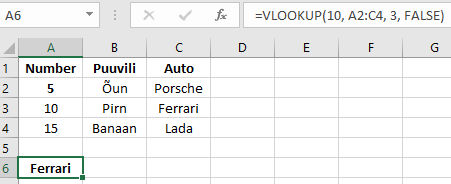 A6 =VLOOKUP(10, A2:C4, 3, FALSE)
A B C D E F G
1 Number Puuvili Auto
2 5 Õun Porsche
3 10 Pirn Ferrari
4 15 Banaan Lada
5
6 Ferrari